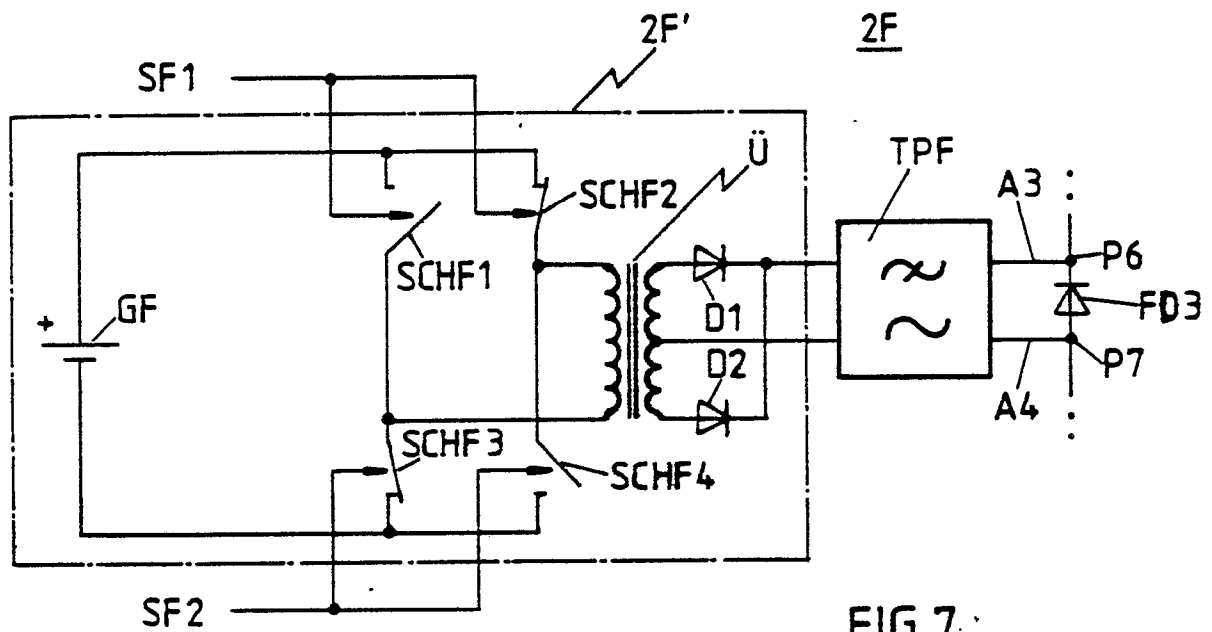 2F'
2F
SF1
Ü
TPF
A3
SCHF2
P6
SCHF1
GF
+
D1
FD3
D2
P7
A4
SCHF3
SCHF4
SF2
FIG.7